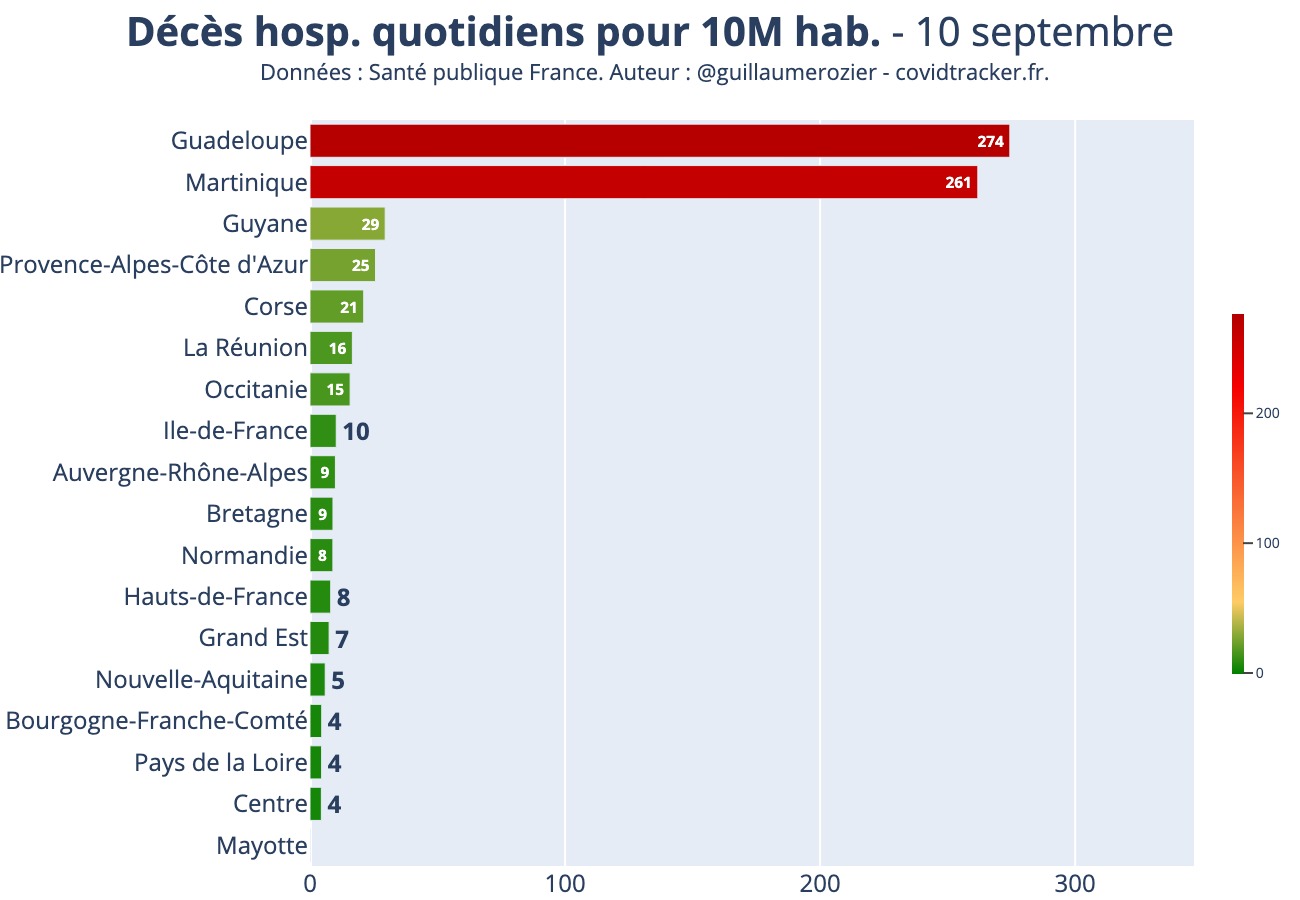 Décès hosp. quotidiens pour 10M hab. - 10 septembre
Données : Santé publique France. Auteur : @guillaumerozier - covidtracker.fr.
Guadeloupe 274
Martinique 261
Guyane 29
Provence-Alpes-Côte d'Azur 25
Corse 21
La Réunion 16
Occitanie 15
Ile-de-France 10
Auvergne-Rhône-Alpes 9
Bretagne 9
Normandie 8
Hauts-de-France 8
Grand Est 7
Nouvelle-Aquitaine 5
Bourgogne-Franche-Comté 4
Pays de la Loire 4
Centre 4
Mayotte
0 100 200 300
200
100
0